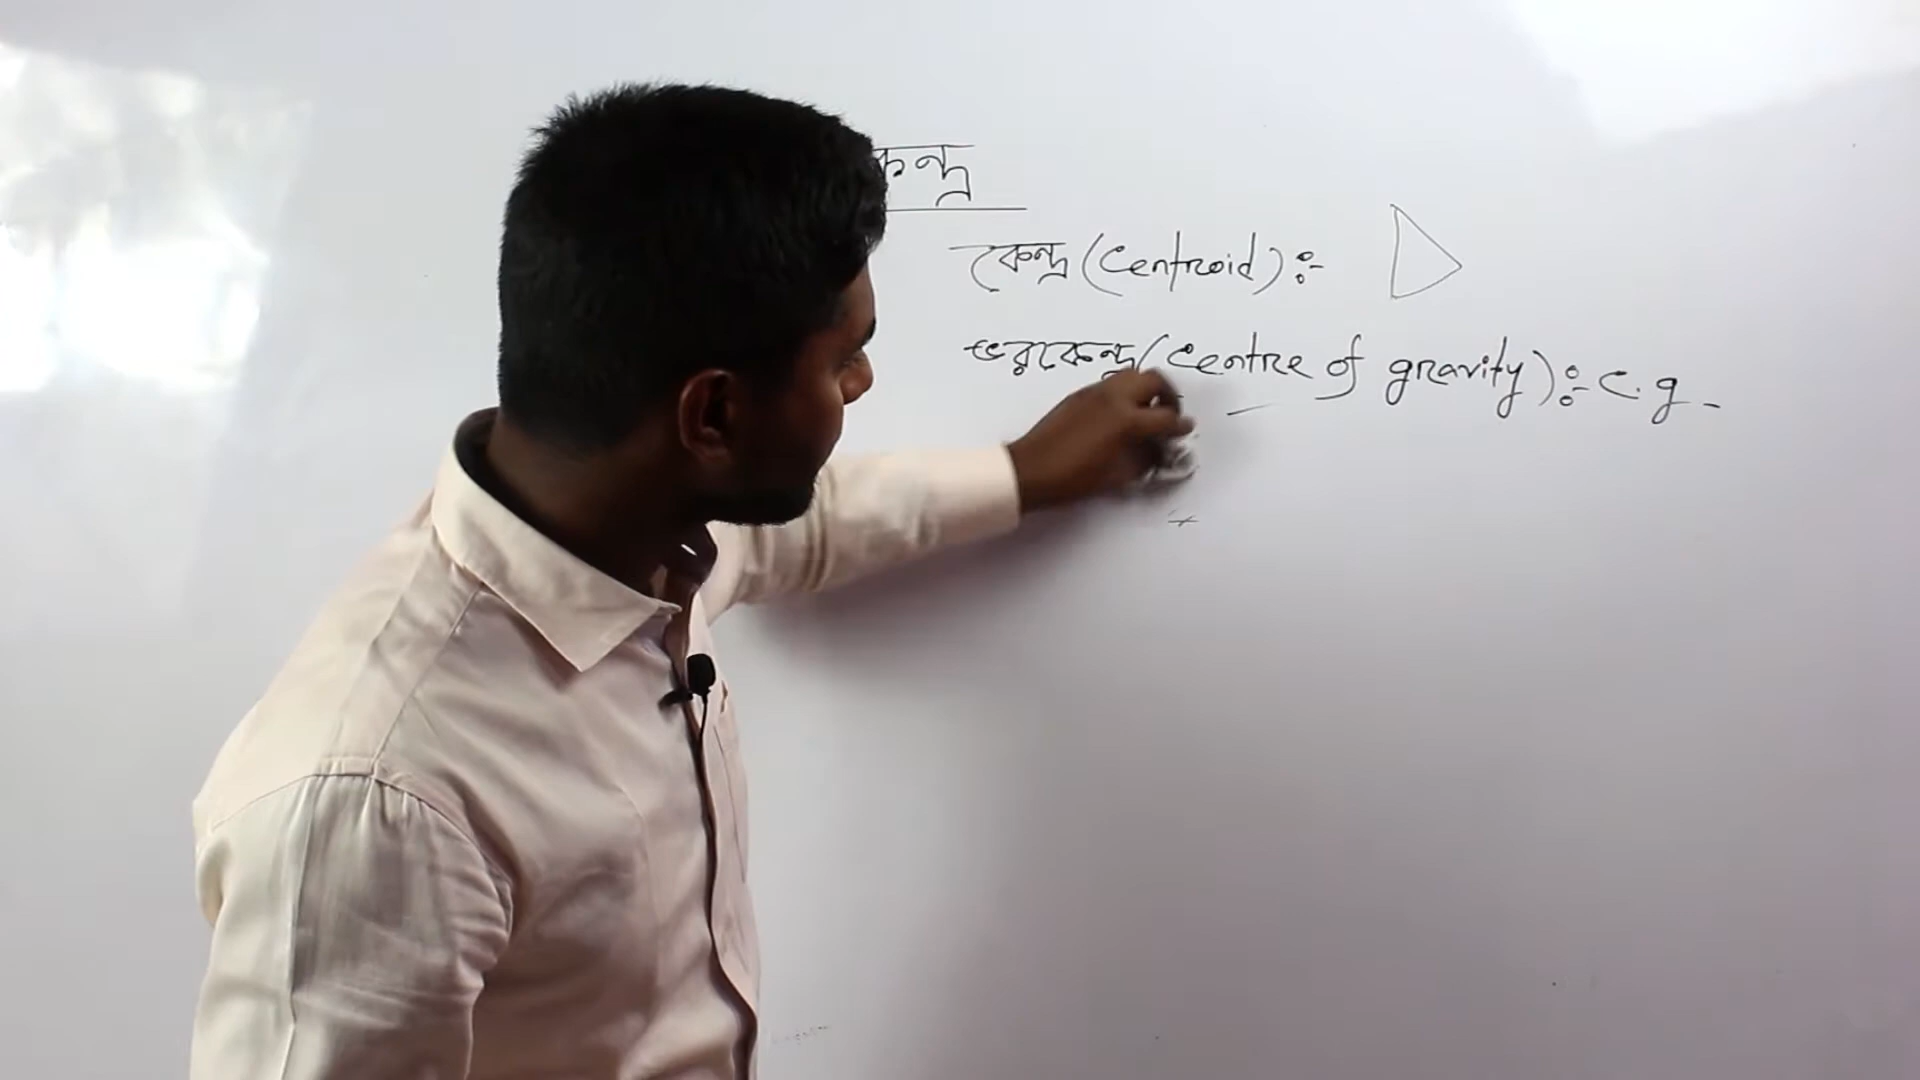 কেন্দ্র
কেন্দ্র (centroid) :-
ভরকেন্দ্র (centre of gravity) :- c.g -